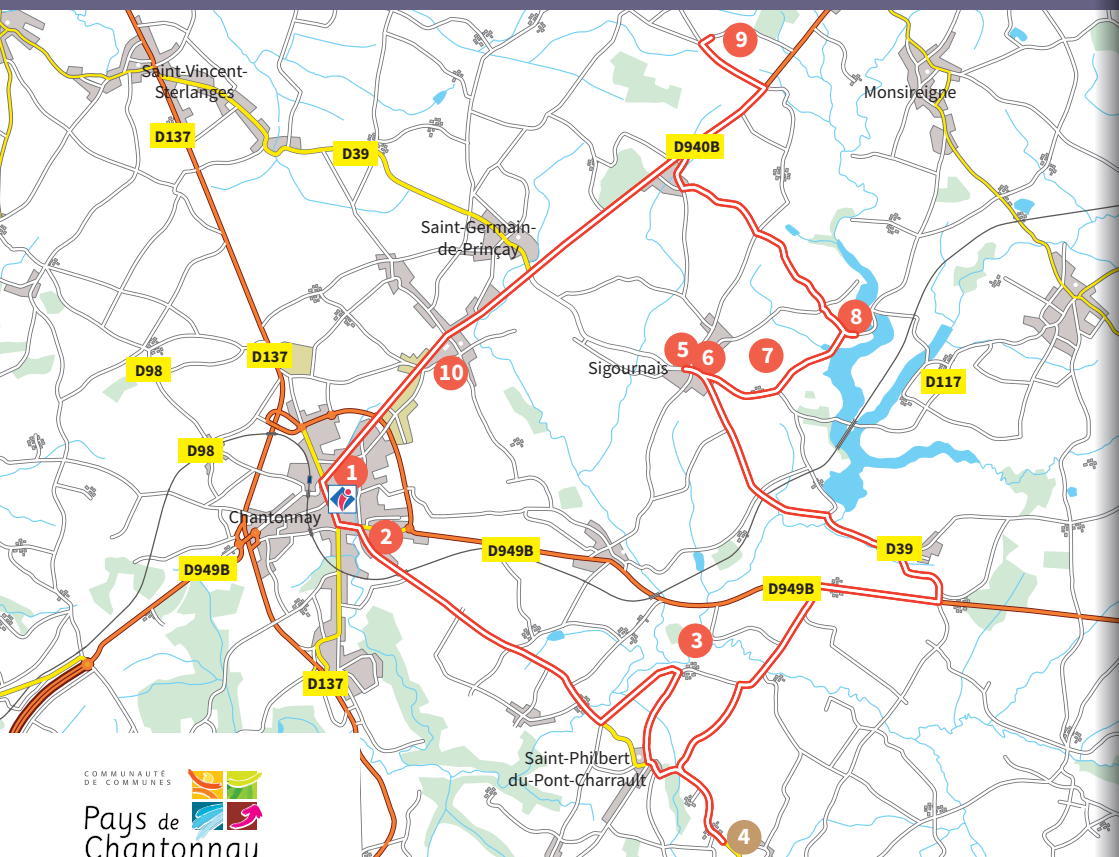 9
Saint-Vincent-
Sterlanges
Monsireigne
D137
D39
D940B
Saint-Germain-
de-Prinçay
8
5
6
7
D137
D98
Sigournais
10
D117
D98
1
Chantonnay
2
D949B
D39
D949B
D949B
3
D137
Saint-Philbert
du-Pont-Charrault
4
COMMUNAUTÉ
DE COMMUNES
Pays de
Chantonnay